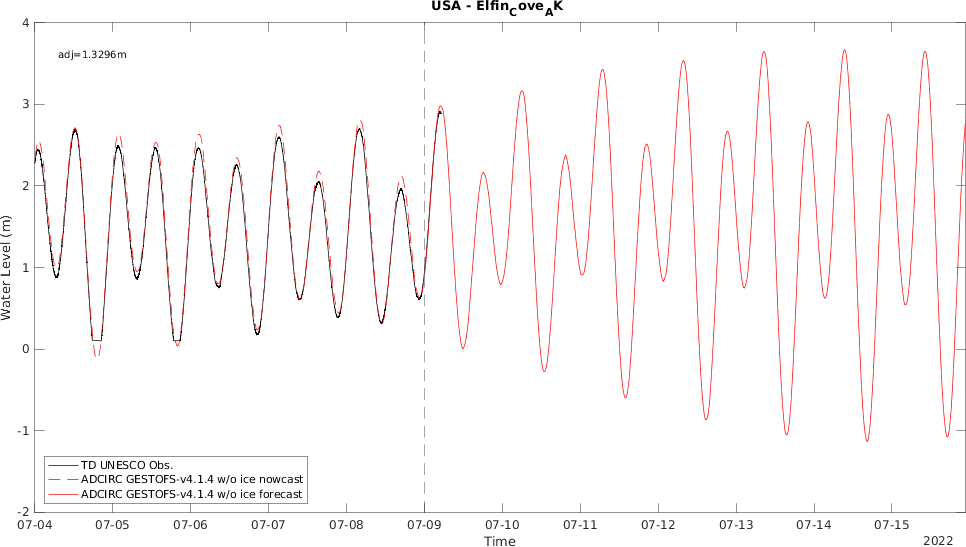 USA - ElfinCoveAK
adj=1.3296m
4
3
2
1
0
-1
-2
Water Level (m)
TD UNESCO Obs.
ADCIRC GESTOFS-v4.1.4 w/o ice nowcast
ADCIRC GESTOFS-v4.1.4 w/o ice forecast
07-04 07-05 07-06 07-07 07-08 07-09 07-10 07-11 07-12 07-13 07-14 07-15
Time
2022